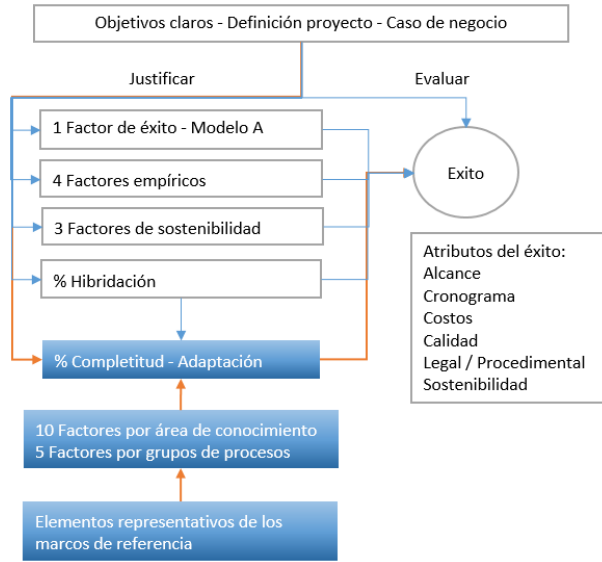 Objetivos claros - Definición proyecto - Caso de negocio
Justificar
Evaluar
1 Factor de éxito - Modelo A
4 Factores empíricos
3 Factores de sostenibilidad
% Hibridación
Exito
% Completitud - Adaptación
Atributos del éxito:
Alcance
Cronograma
Costos
Calidad
Legal / Procedimental
Sostenibilidad
10 Factores por área de conocimiento
5 Factores por grupos de procesos
Elementos representativos de los
marcos de referencia